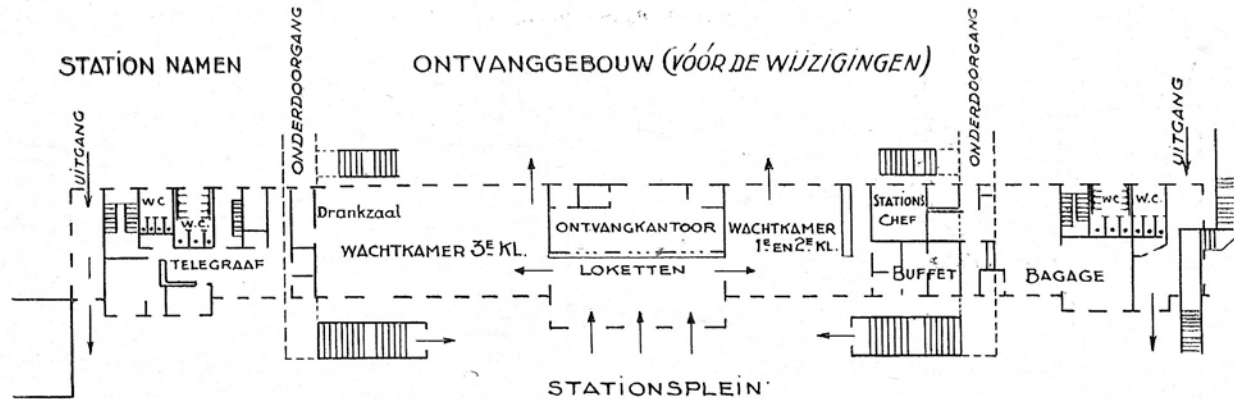 STATION NAMEN
ONTVANGGEBOUW (VÓÓR DE WIJZIGINGEN)
UITGANG
ONDERDOORGANG
ONDERDOORGANG
UITGANG
W.C
W.C.
Drankzaal
WACHTKAMER 3E KL.
ONTVANGKANTOOR
WACHTKAMER
1E EN 2E KL.
STATIONS
CHEF
W.C
W.C.
TELEGRAAF
LOKETTEN
BUFFET
BAGAGE
STATIONSPLEIN